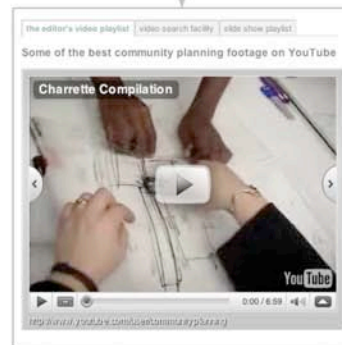 the editor's video playlist video search facility slide show playlist
Some of the best community planning footage on YouTube
Charrette Compilation
YouTube
0:00 / 6:59
http://www.youtube.com/user/communityplanning